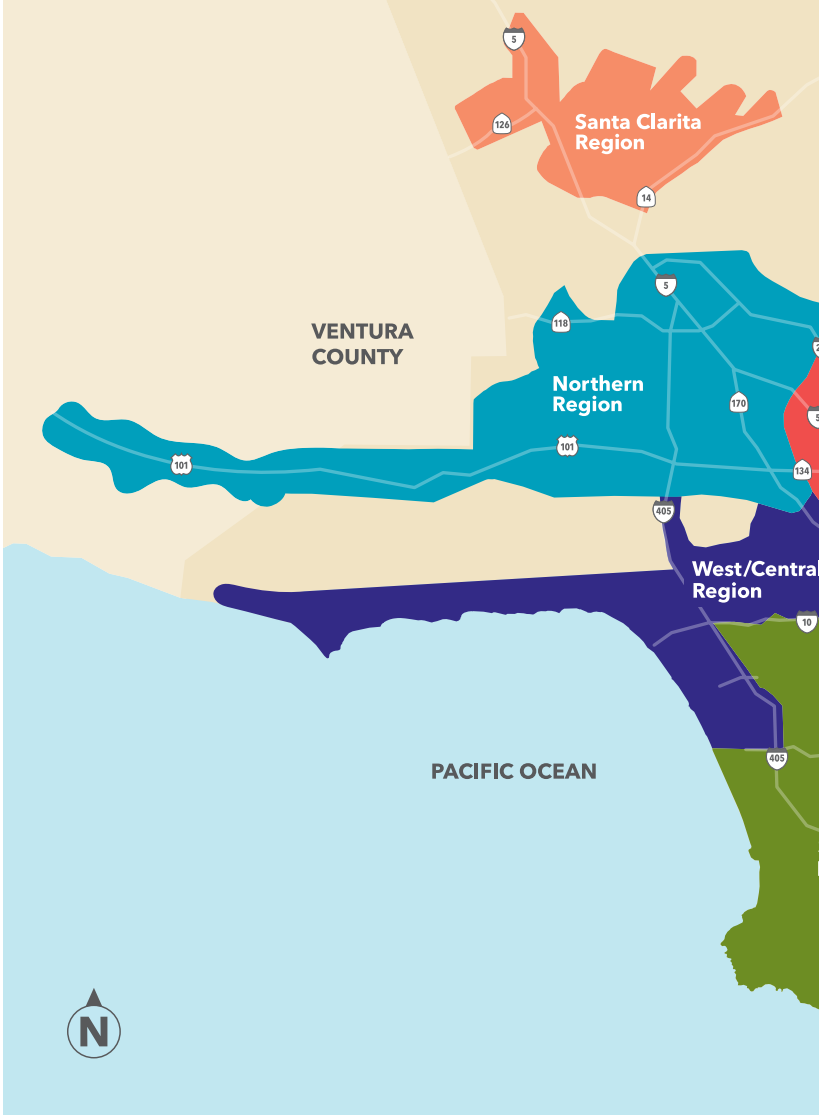 5
126
Santa Clarita
Region
14
5
118
VENTURA
COUNTY
Northern
Region
170
101
101
134
405
West/Central
Region
10
PACIFIC OCEAN
405
N